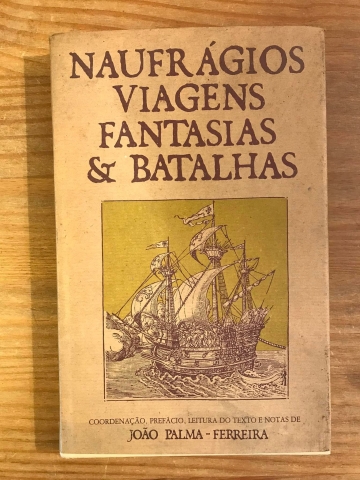 NAUFRÁGIOS
VIAGENS
FANTASIAS
& BATALHAS
COORDENAÇÃO, PREFÁCIO, LEITURA DO TEXTO E NOTAS DE
JOÃO PALMA-FERREIRA